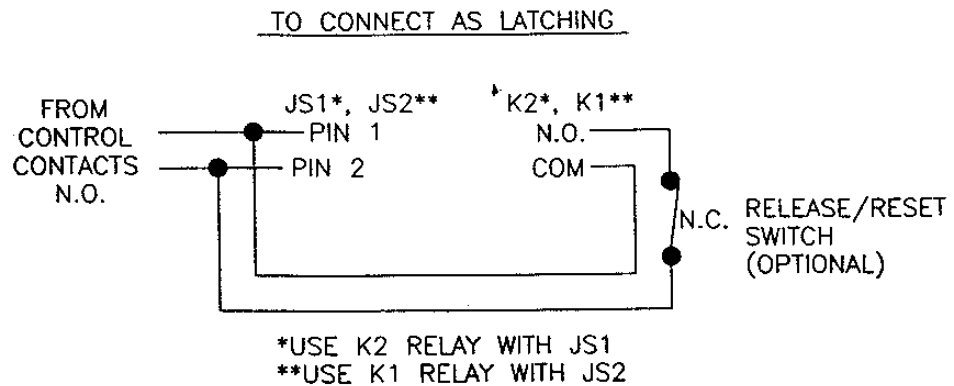 TO CONNECT AS LATCHING
JS1*, JS2**
K2*, K1**
FROM
CONTROL
CONTACTS
N.O.
PIN 1
N.O.
PIN 2
COM
N.C.
RELEASE/RESET
SWITCH
(OPTIONAL)
*USE K2 RELAY WITH JS1
**USE K1 RELAY WITH JS2